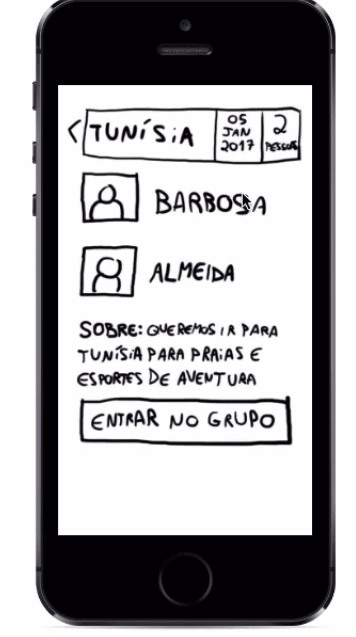 < TUNÍSIA 05 JAN 2017 2 PESSOAS
BARBOSA
ALMEIDA
SOBRE: QUEREMOS IR PARA
TUNÍSIA PARA PRAIAS E
ESPORTES DE AVENTURA
ENTRAR NO GRUPO